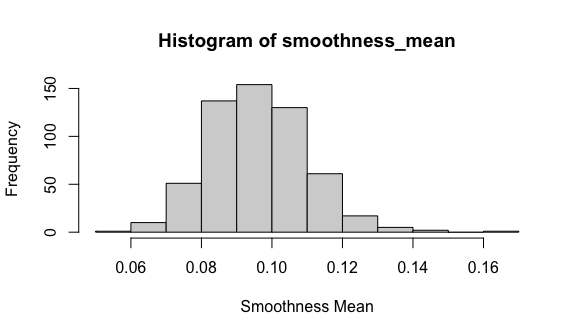 Histogram of smoothness_mean
150
100
50
0
Frequency
0.06 0.08 0.10 0.12 0.14 0.16
Smoothness Mean